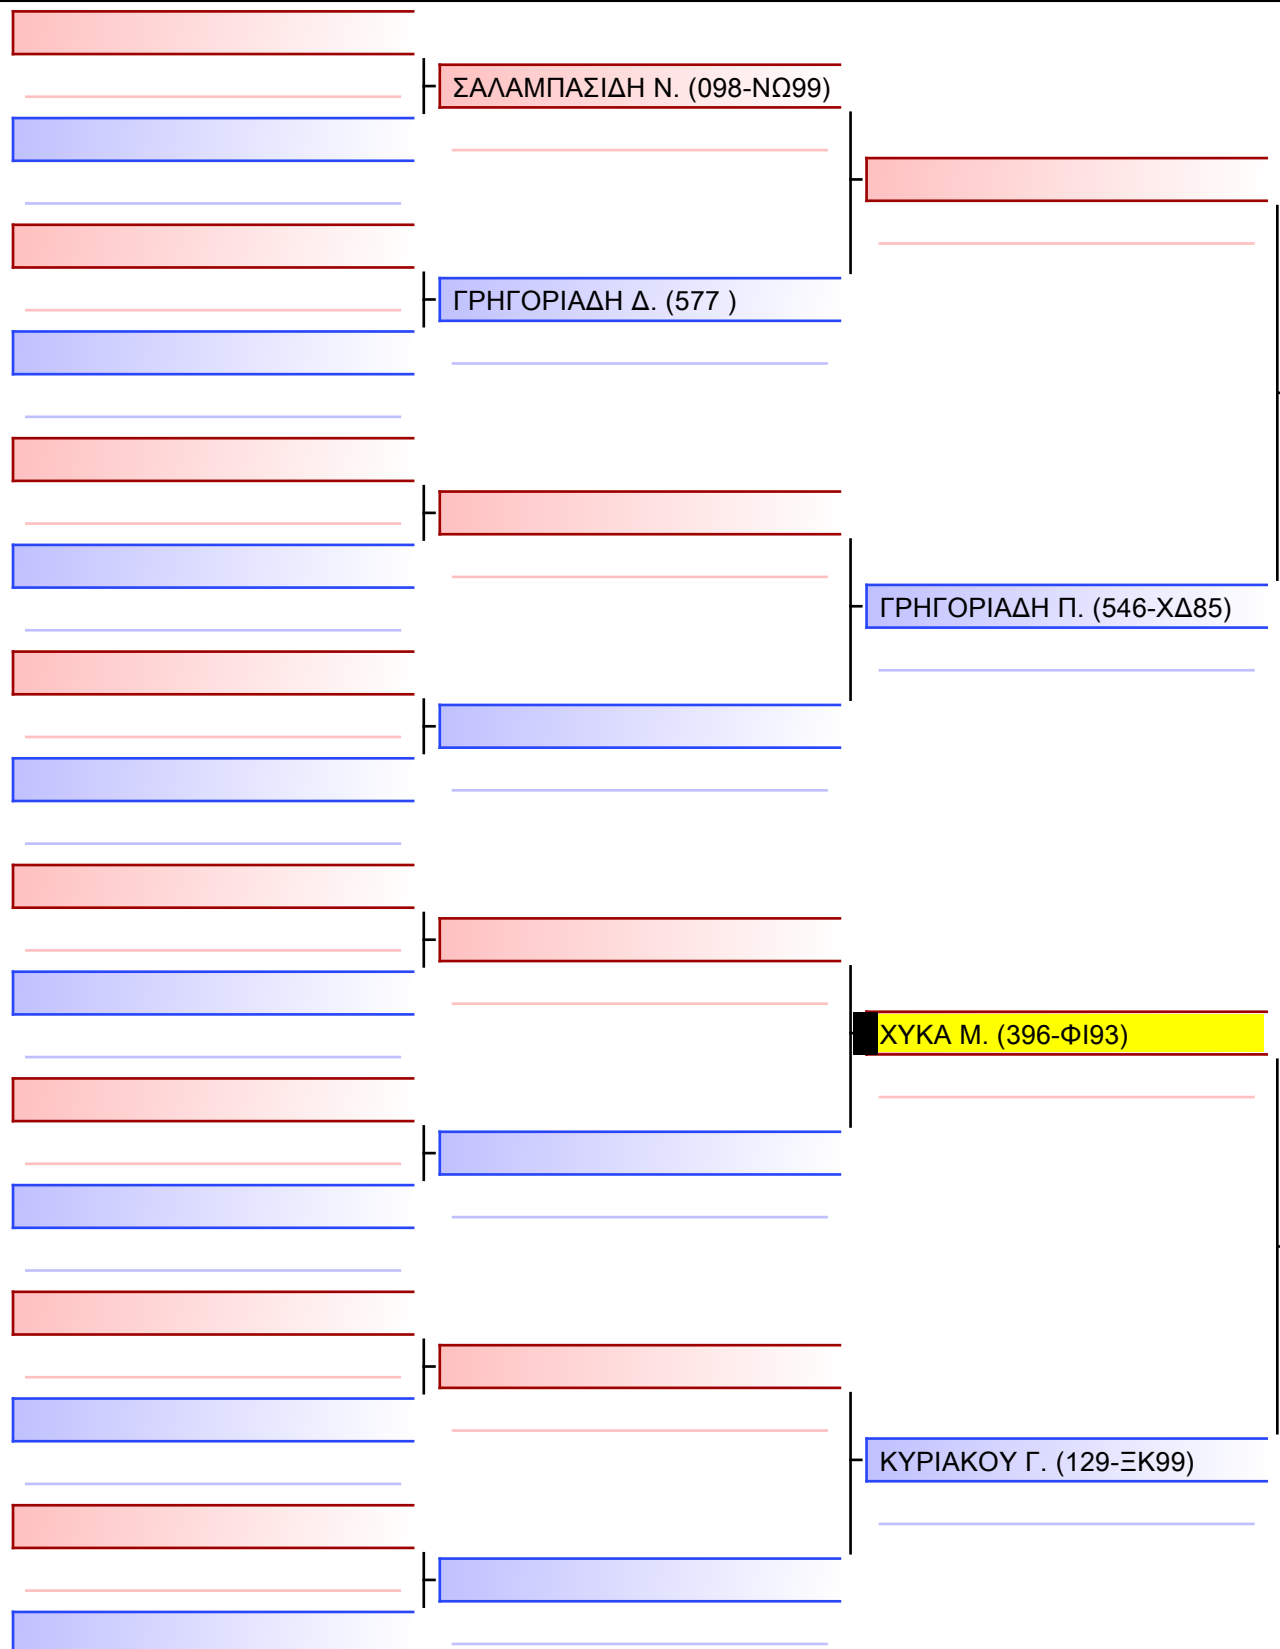 ΣΑΛΑΜΠΑΣΙΔΗ Ν. (098-ΝΩ99)
ΓΡΗΓΟΡΙΑΔΗ Δ. (577 )
ΓΡΗΓΟΡΙΑΔΗ Π. (546-ΧΔ85)
ΧΥΚΑ Μ. (396-ΦΙ93)
ΚΥΡΙΑΚΟΥ Γ. (129-ΞΚ99)